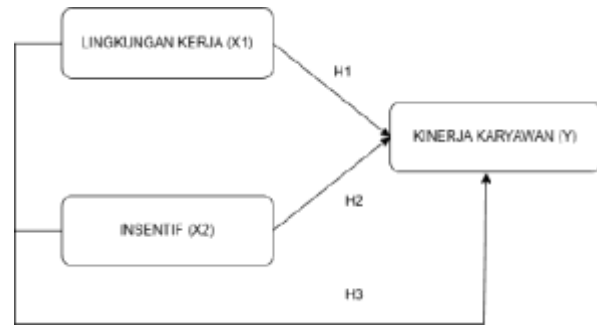 LINGKUNGAN KERJA (X1)
H1
KINERJA KARYAWAN (Y)
H2
INSENTIF (X2)
H3